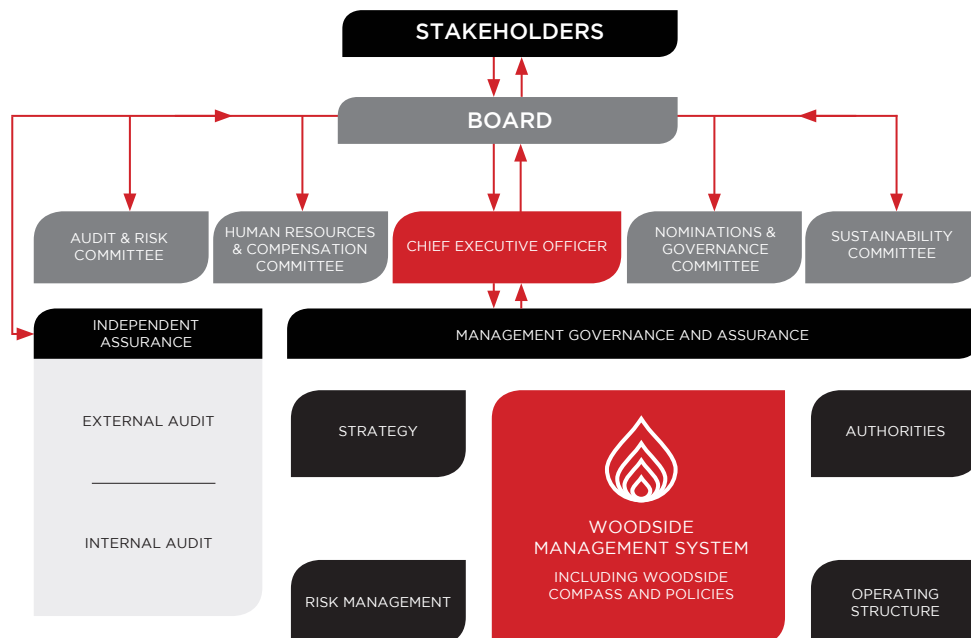 STAKEHOLDERS
BOARD
AUDIT & RISK
COMMITTEE
HUMAN RESOURCES
& COMPENSATION
COMMITTEE
CHIEF EXECUTIVE OFFICER
NOMINATIONS &
GOVERNANCE
COMMITTEE
SUSTAINABILITY
COMMITTEE
INDEPENDENT
ASSURANCE
MANAGEMENT GOVERNANCE AND ASSURANCE
EXTERNAL AUDIT
INTERNAL AUDIT
STRATEGY
AUTHORITIES
WOODSIDE
MANAGEMENT SYSTEM
INCLUDING WOODSIDE
COMPASS AND POLICIES
RISK MANAGEMENT
OPERATING
STRUCTURE